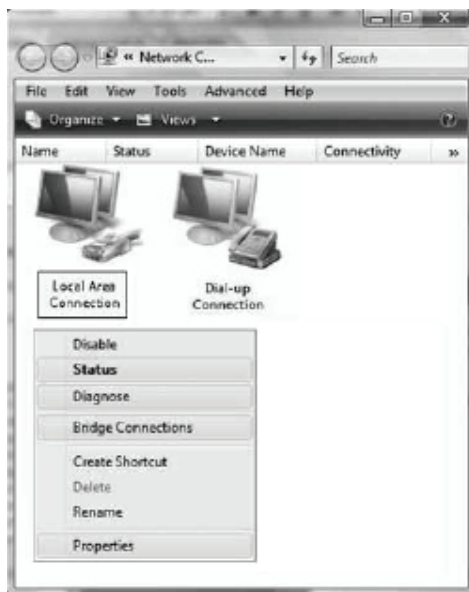 « Network C...
Search
File Edit View Tools Advanced Help
Organize Views
Name Status Device Name Connectivity »
Local Area
Connection
Dial-up
Connection
Disable
Status
Diagnose
Bridge Connections
Create Shortcut
Delete
Rename
Properties